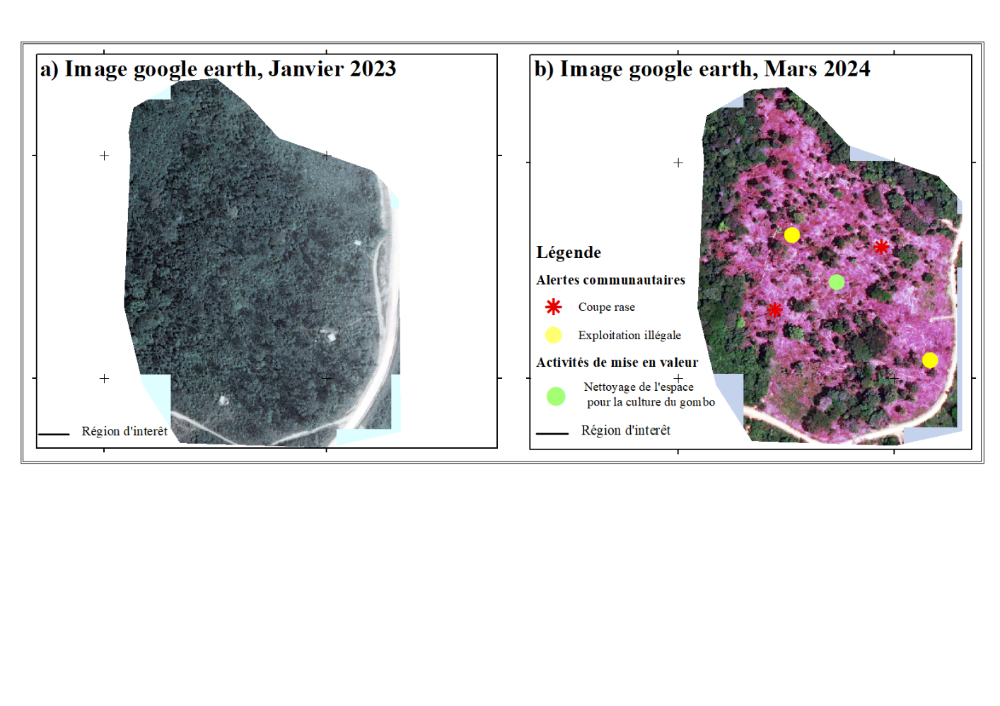 a) Image google earth, Janvier 2023
Région d'interêt
b) Image google earth, Mars 2024
Légende
Alertes communautaires
Coupe rase
Exploitation illégale
Activités de mise en valeur
Nettoyage de l'espace
pour la culture du gombo
Région d'interêt